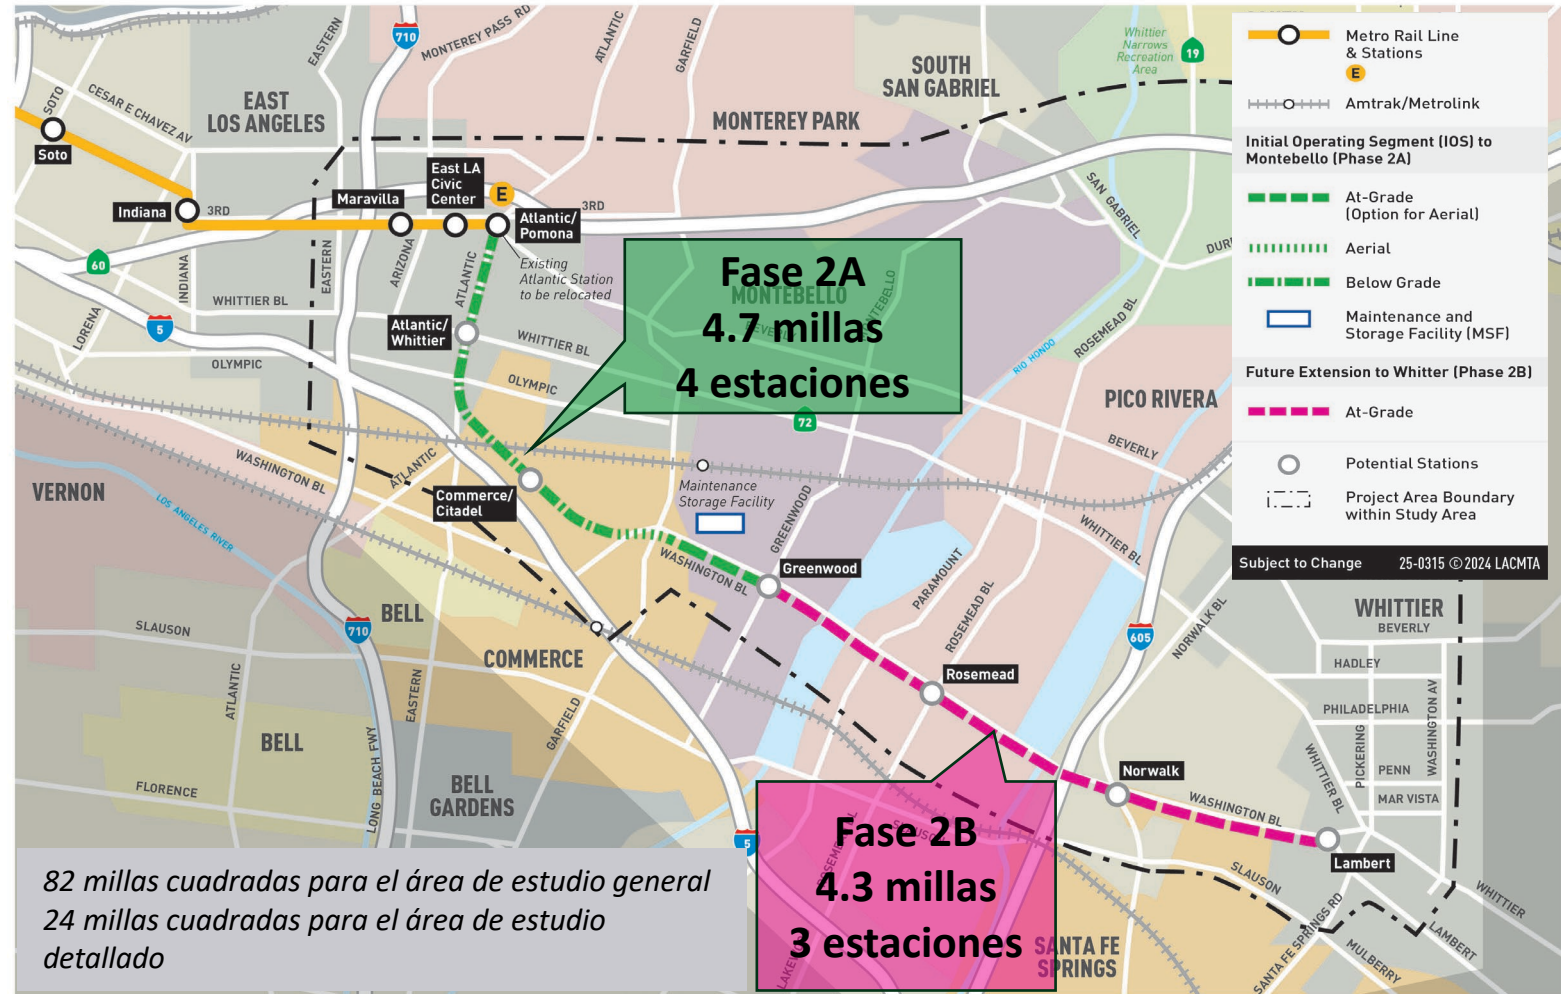 EASTERN
710
MONTEREY PASS RD
ATLANTIC
GARFIELD
SOUTH
SAN GABRIEL
Whittier
Narrows
Recreation
Area
19
SOTO
CESAR E CHAVEZ AV
EAST
LOS ANGELES
MONTEREY PARK
Soto
Indiana
3RD
Maravilla
East LA
Civic
Center
E
Atlantic/
Pomona
3RD
SAN GABRIEL
60
INDIANA
EASTERN
ARIZONA
ATLANTIC
Existing
Atlantic Station
to be relocated
WHITTIER BL
LORENA
5
Atlantic/
Whittier
WHITTIER BL
OLYMPIC
OLYMPIC
Fase 2A
4.7 millas
4 estaciones
MONTEBELLO
ROSEMEAD BL
RIO HONDO
72
PICO RIVERA
BEVERLY
VERNON
WASHINGTON BL
ATLANTIC
LOS ANGELES RIVER
Commerce/
Citadel
Maintenance
Storage Facility
GREENWOOD
WHITTIER BL
WASHINGTON BL
Greenwood
PARAMOUNT
ROSEMEAD BL
605
NORWALK BL
WHITTIER
BEVERLY
HADLEY
PHILADELPHIA
PICKERING
WASHINGTON AV
PENN
MAR VISTA
WHITTIER BL
SLAUSON
710
BELL
COMMERCE
ATLANTIC
EASTERN
GARFIELD
Rosemead
BELL
LONG BEACH FWY
BELL
GARDENS
FLORENCE
Norwalk
WASHINGTON BL
Lambert
5
Fase 2B
4.3 millas
3 estaciones
SLAUSON
SANTA FE
SPRINGS
SANTA FE SPRINGS RD
MULBERRY
LAMBERT
WHITTIER
82 millas cuadradas para el área de estudio general
24 millas cuadradas para el área de estudio
detallado
Metro Rail Line
& Stations
E
Amtrak/Metrolink
Initial Operating Segment (IOS) to
Montebello (Phase 2A)
At-Grade
(Option for Aerial)
Aerial
Below Grade
Maintenance and
Storage Facility (MSF)
Future Extension to Whitter (Phase 2B)
At-Grade
Potential Stations
Project Area Boundary
within Study Area
Subject to Change 25-0315 © 2024 LACMTA